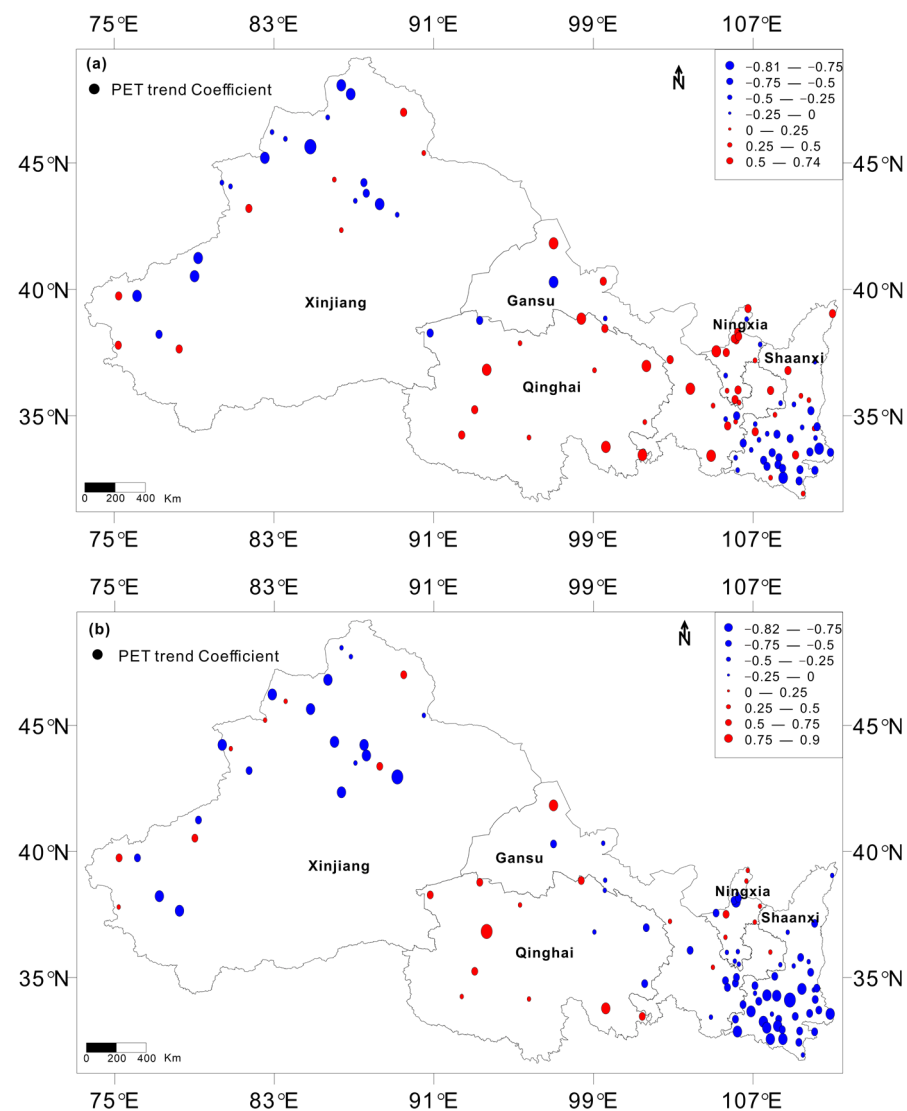 75°E 83°E 91°E 99°E 107°E
(a)
PET trend Coefficient
N
−0.81 — −0.75
−0.75 — −0.5
−0.5 — −0.25
−0.25 — 0
0 — 0.25
0.25 — 0.5
0.5 — 0.74
45°N 45°N
40°N 40°N
Xinjiang Gansu Ningxia
Shaanxi
Qinghai
35°N 35°N
0 200 400 Km
75°E 83°E 91°E 99°E 107°E
75°E 83°E 91°E 99°E 107°E
(b)
PET trend Coefficient
N
−0.82 — −0.75
−0.75 — −0.5
−0.5 — −0.25
−0.25 — 0
0 — 0.25
0.25 — 0.5
0.5 — 0.75
0.75 — 0.9
45°N 45°N
40°N 40°N
Xinjiang Gansu
Ningxia
Shaanxi
Qinghai
35°N 35°N
0 200 400 Km
75°E 83°E 91°E 99°E 107°E